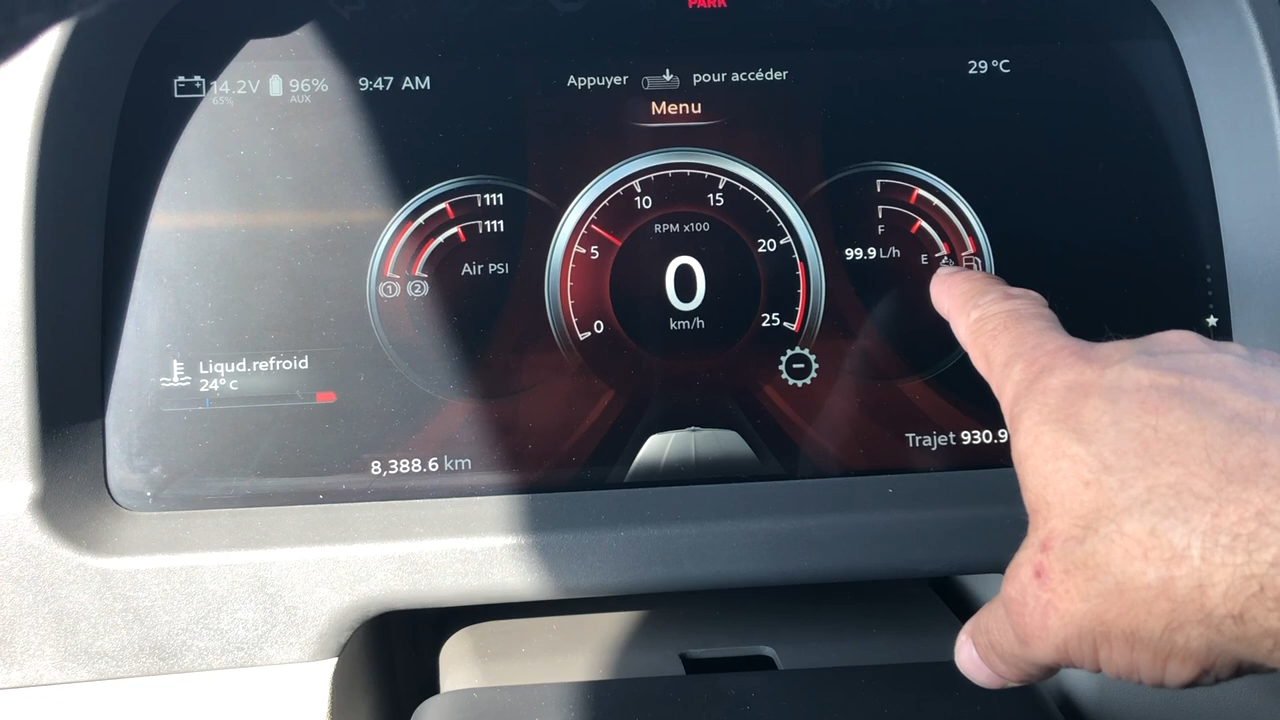 PARK
14.2V 96% 9:47 AM
65% AUX
Appuyer pour accéder
Menu
29 °C
111
111
Air PSI
1 2
0 5 10 15 20 25
RPM x100
0
km/h
F
99.9 L/h E
Liqud.refroid
24° c
8,388.6 km
Trajet 930.9